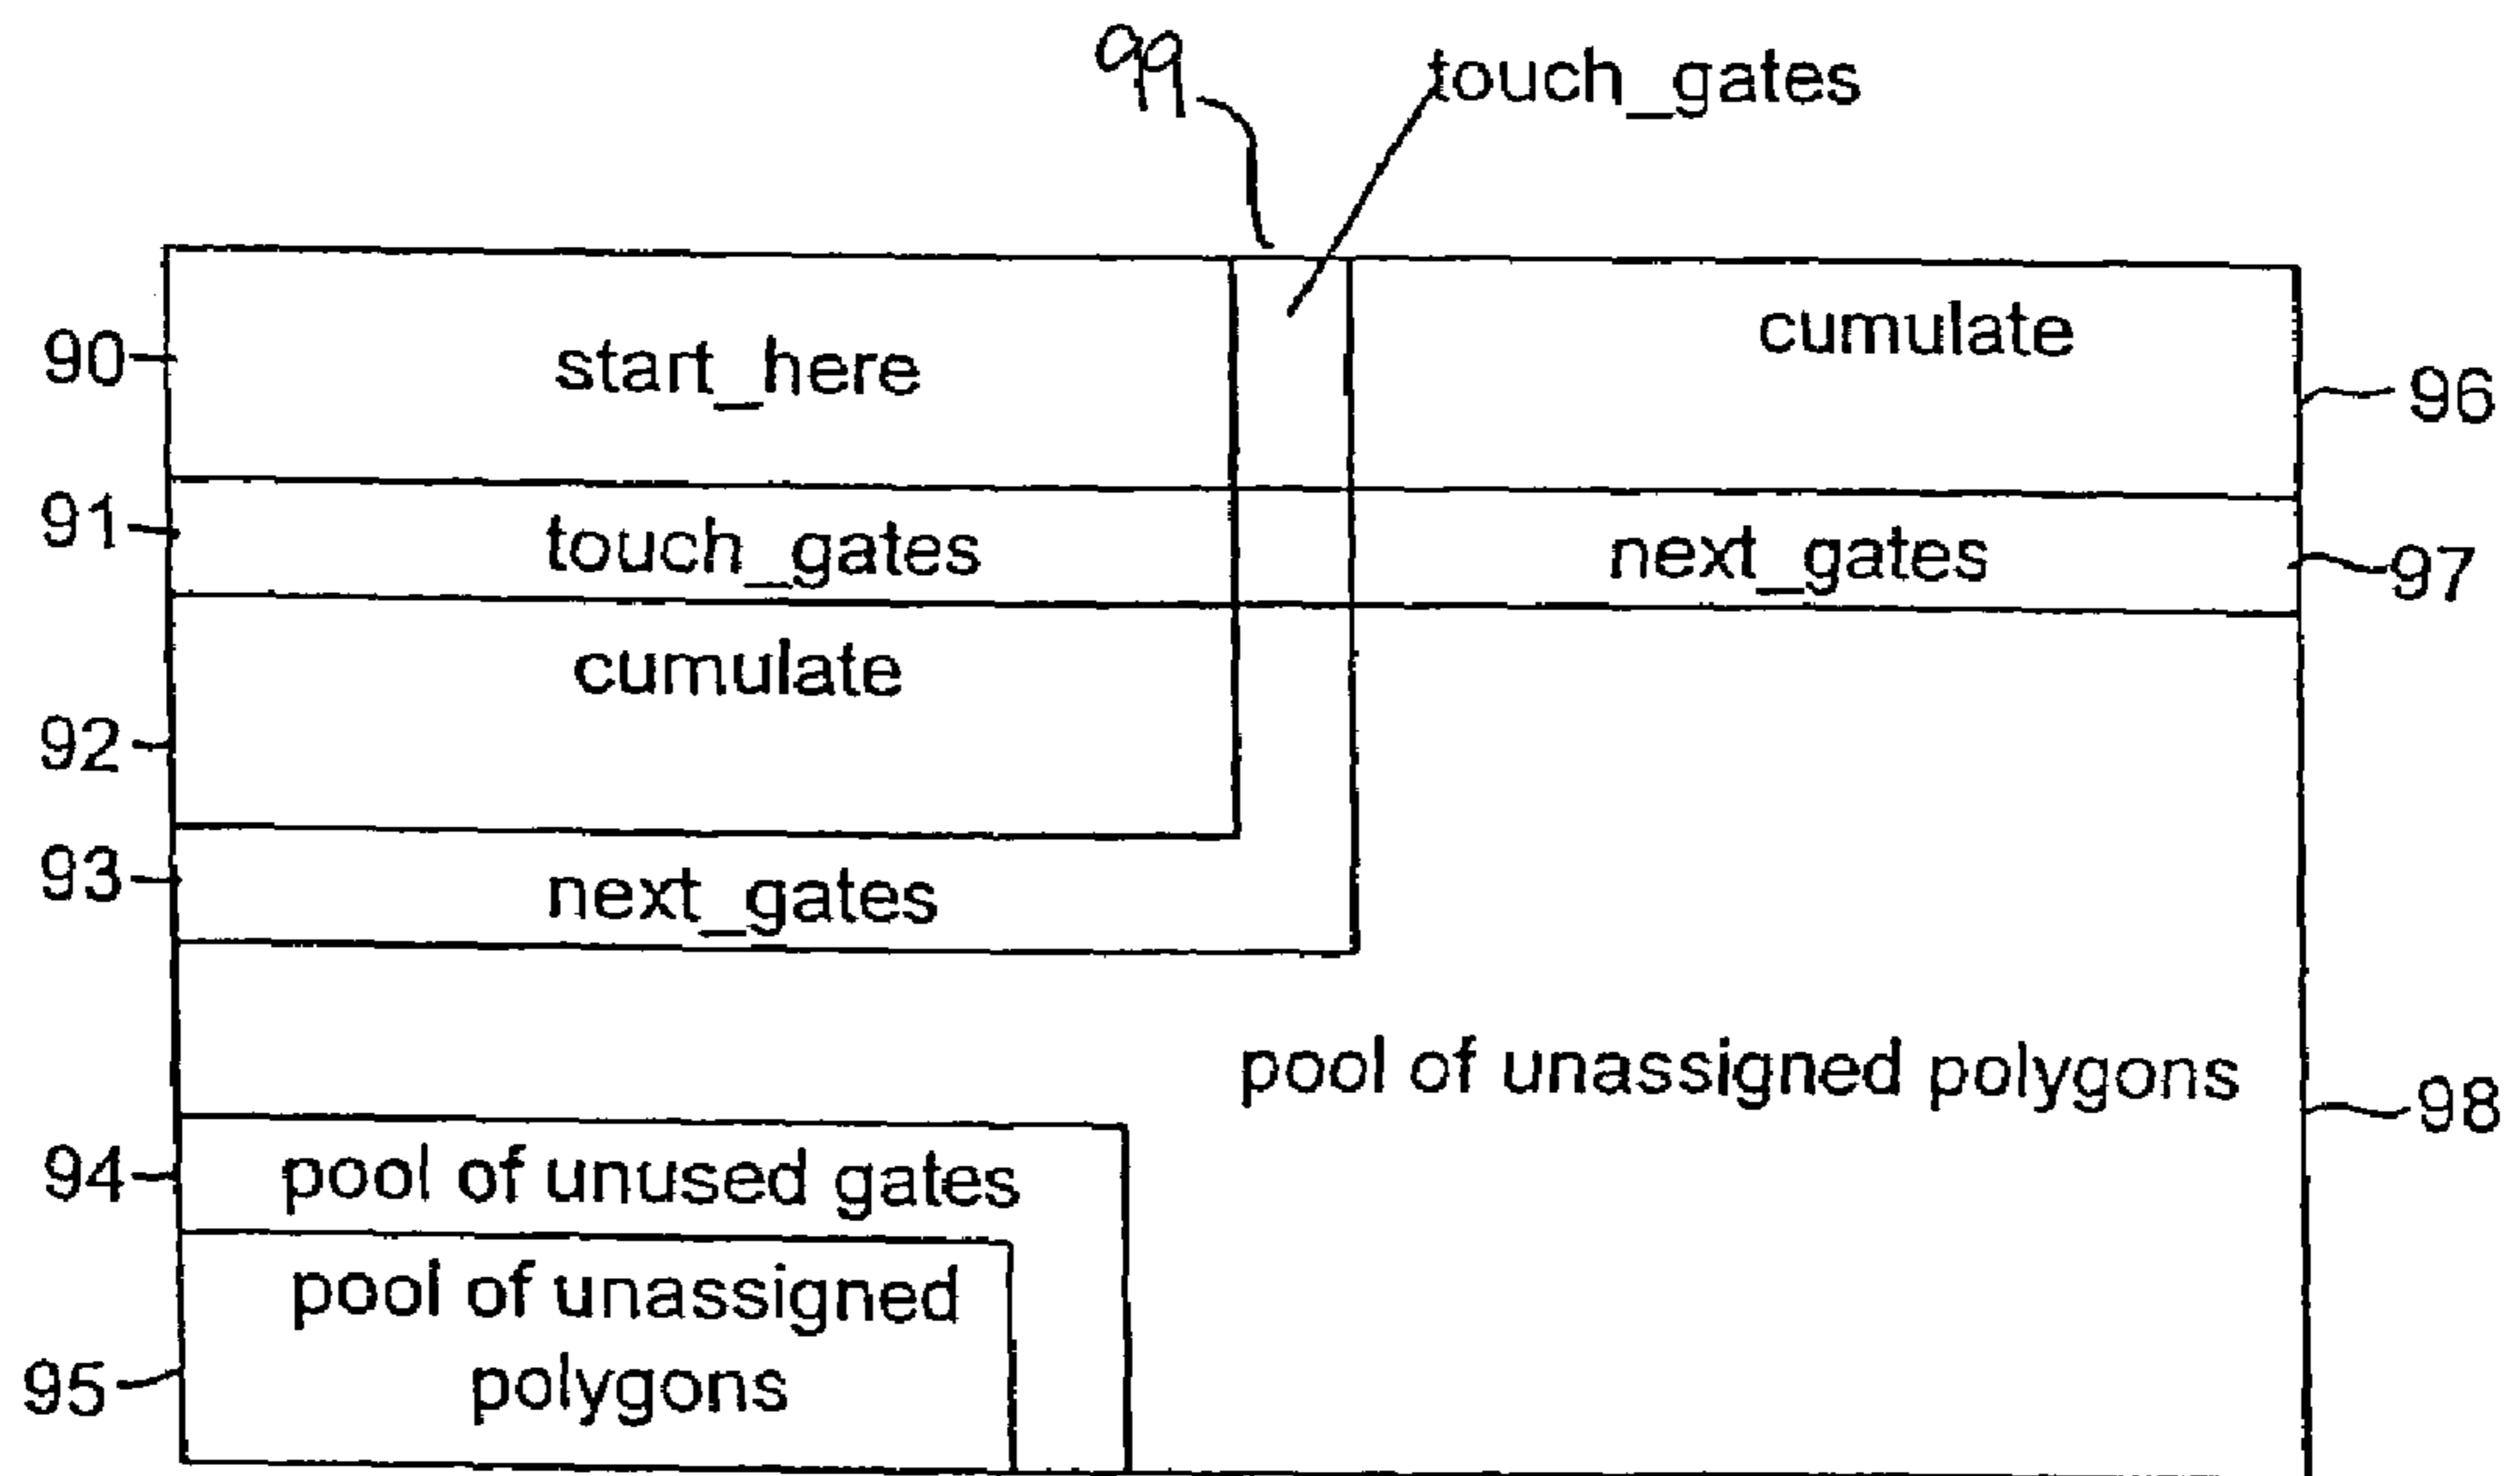 99
touch_gates
cumulate
90
start_here
96
91
touch_gates
next_gates
97
cumulate
92
93
next_gates
pool of unassigned polygons
98
94
pool of unused gates
pool of unassigned
polygons
95